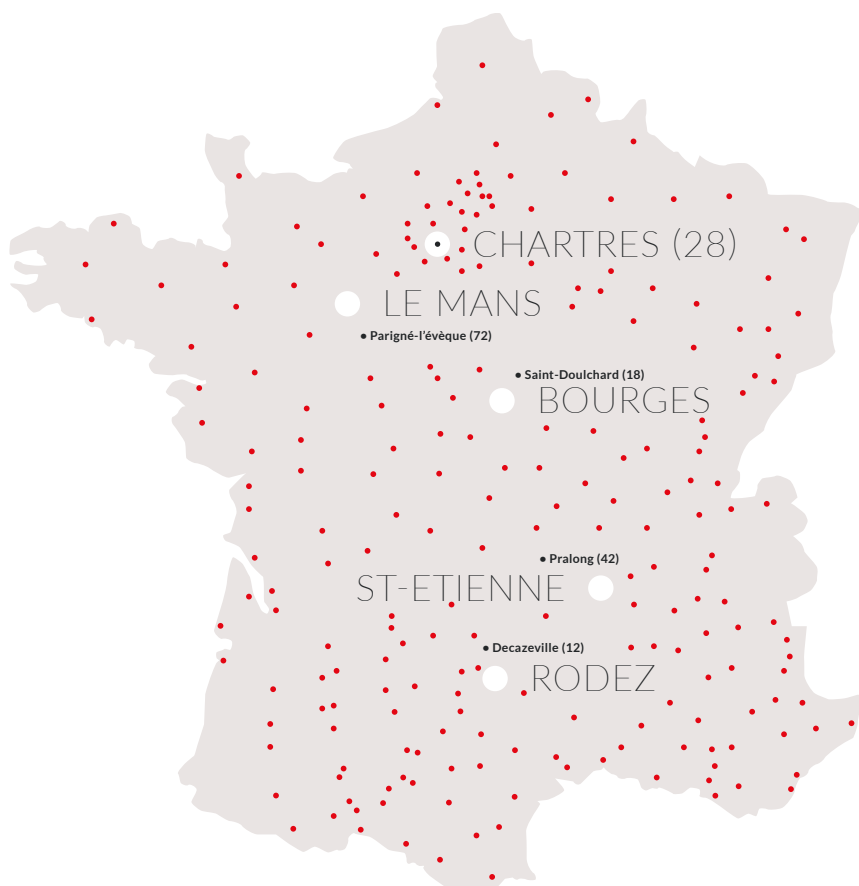 CHARTRES (28)
LE MANS
Parigné-l'évèque (72)
Saint-Doulchard (18)
BOURGES
Pralong (42)
ST-ETIENNE
Decazeville (12)
RODEZ